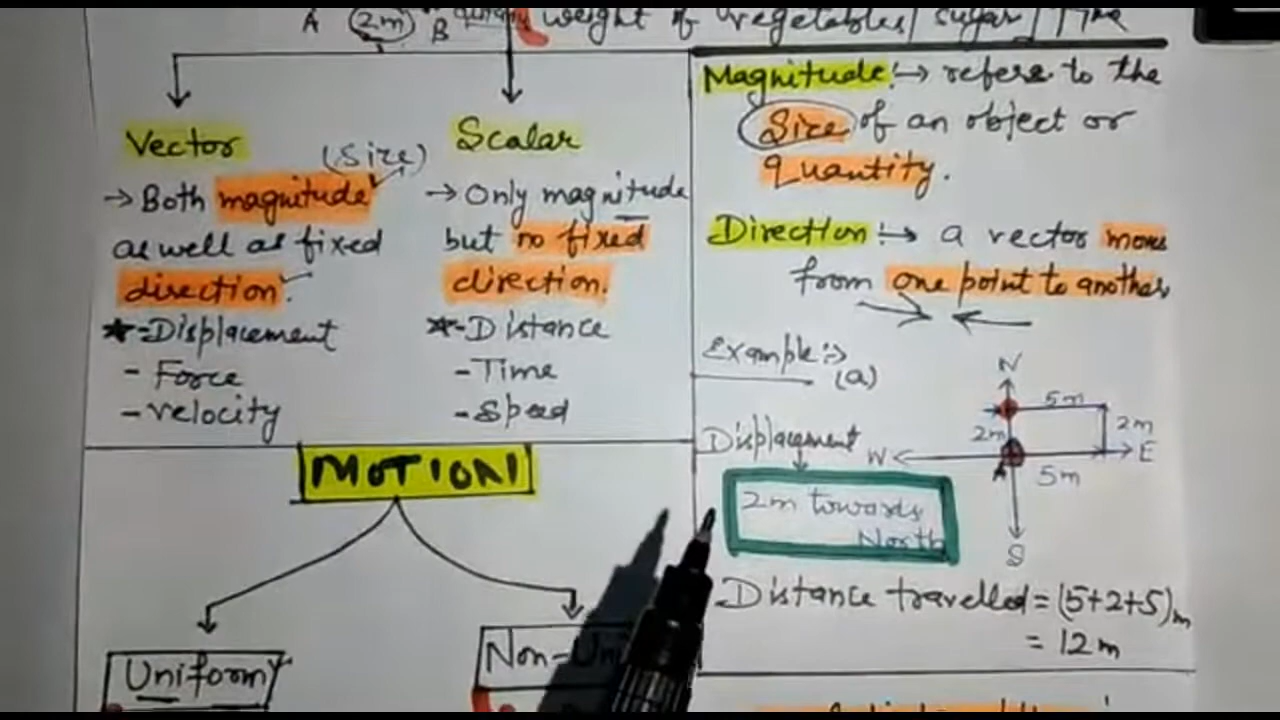 A (2m) B quantity weight of vegetables/sugar/Time
Vector
(Size)
→ Both magnitude
as well as fixed
direction.
★-Displacement
- Force
- velocity
Scalar
→ Only magnitude
but no fixed
direction.
★-Distance
- Time
- Speed
MOTION
Uniform
Non-Uni
Magnitude:→ refers to the
Size of an object or
quantity.
Direction:→ a vector moves
from one point to another
Example:→
(a)
N
5m
2m
2m
W
E
A
5m
S
Displacement
2m towards
North
Distance travelled = (5+2+5)m
= 12m